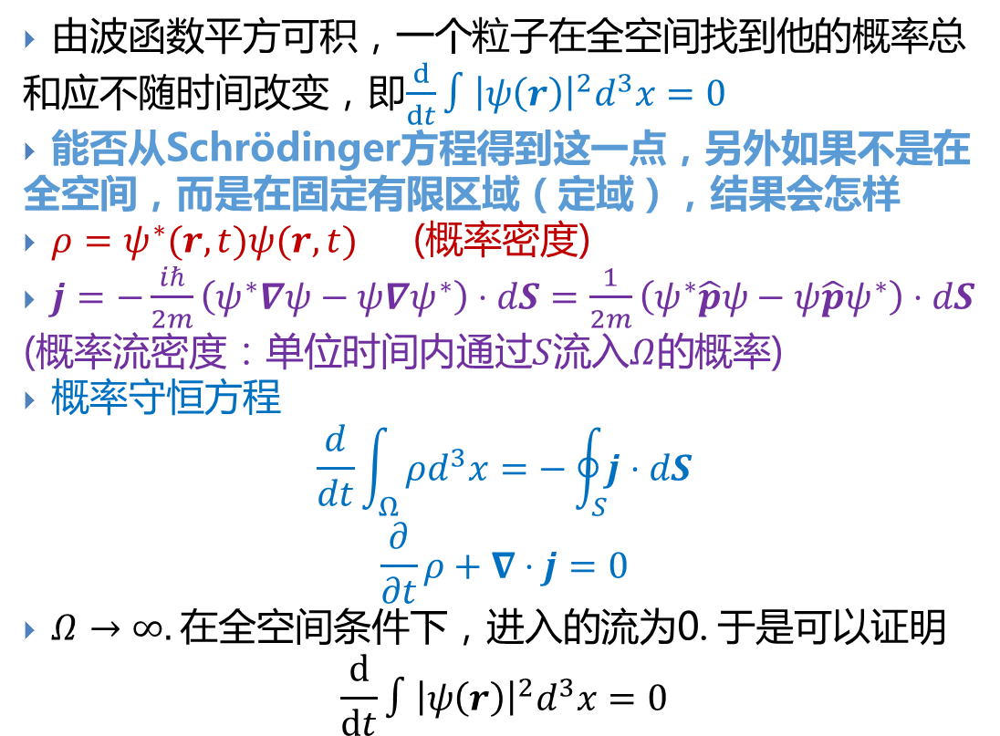 由波函数平方可积，一个粒子在全空间找到他的概率总
和应不随时间改变，即$\frac{\mathrm{d}}{\mathrm{d}t}\int |\psi(\boldsymbol{r})|^2 d^3x = 0$
能否从Schrödinger方程得到这一点，另外如果不是在
全空间，而是在固定有限区域（定域），结果会怎样
$\rho = \psi^*(\boldsymbol{r},t)\psi(\boldsymbol{r},t)$ (概率密度)
$\boldsymbol{j} = -\frac{i\hbar}{2m}(\psi^*\boldsymbol{\nabla}\psi - \psi\boldsymbol{\nabla}\psi^*)\cdot d\boldsymbol{S} = \frac{1}{2m}(\psi^*\hat{\boldsymbol{p}}\psi - \psi\hat{\boldsymbol{p}}\psi^*)\cdot d\boldsymbol{S}$
(概率流密度：单位时间内通过$S$流入$\Omega$的概率)
概率守恒方程
$\frac{d}{dt}\int_{\Omega} \rho d^3x = -\oint_S \boldsymbol{j}\cdot d\boldsymbol{S}$
$\frac{\partial}{\partial t}\rho + \boldsymbol{\nabla}\cdot\boldsymbol{j} = 0$
$\Omega \to \infty$. 在全空间条件下，进入的流为0. 于是可以证明
$\frac{\mathrm{d}}{\mathrm{d}t}\int |\psi(\boldsymbol{r})|^2 d^3x = 0$